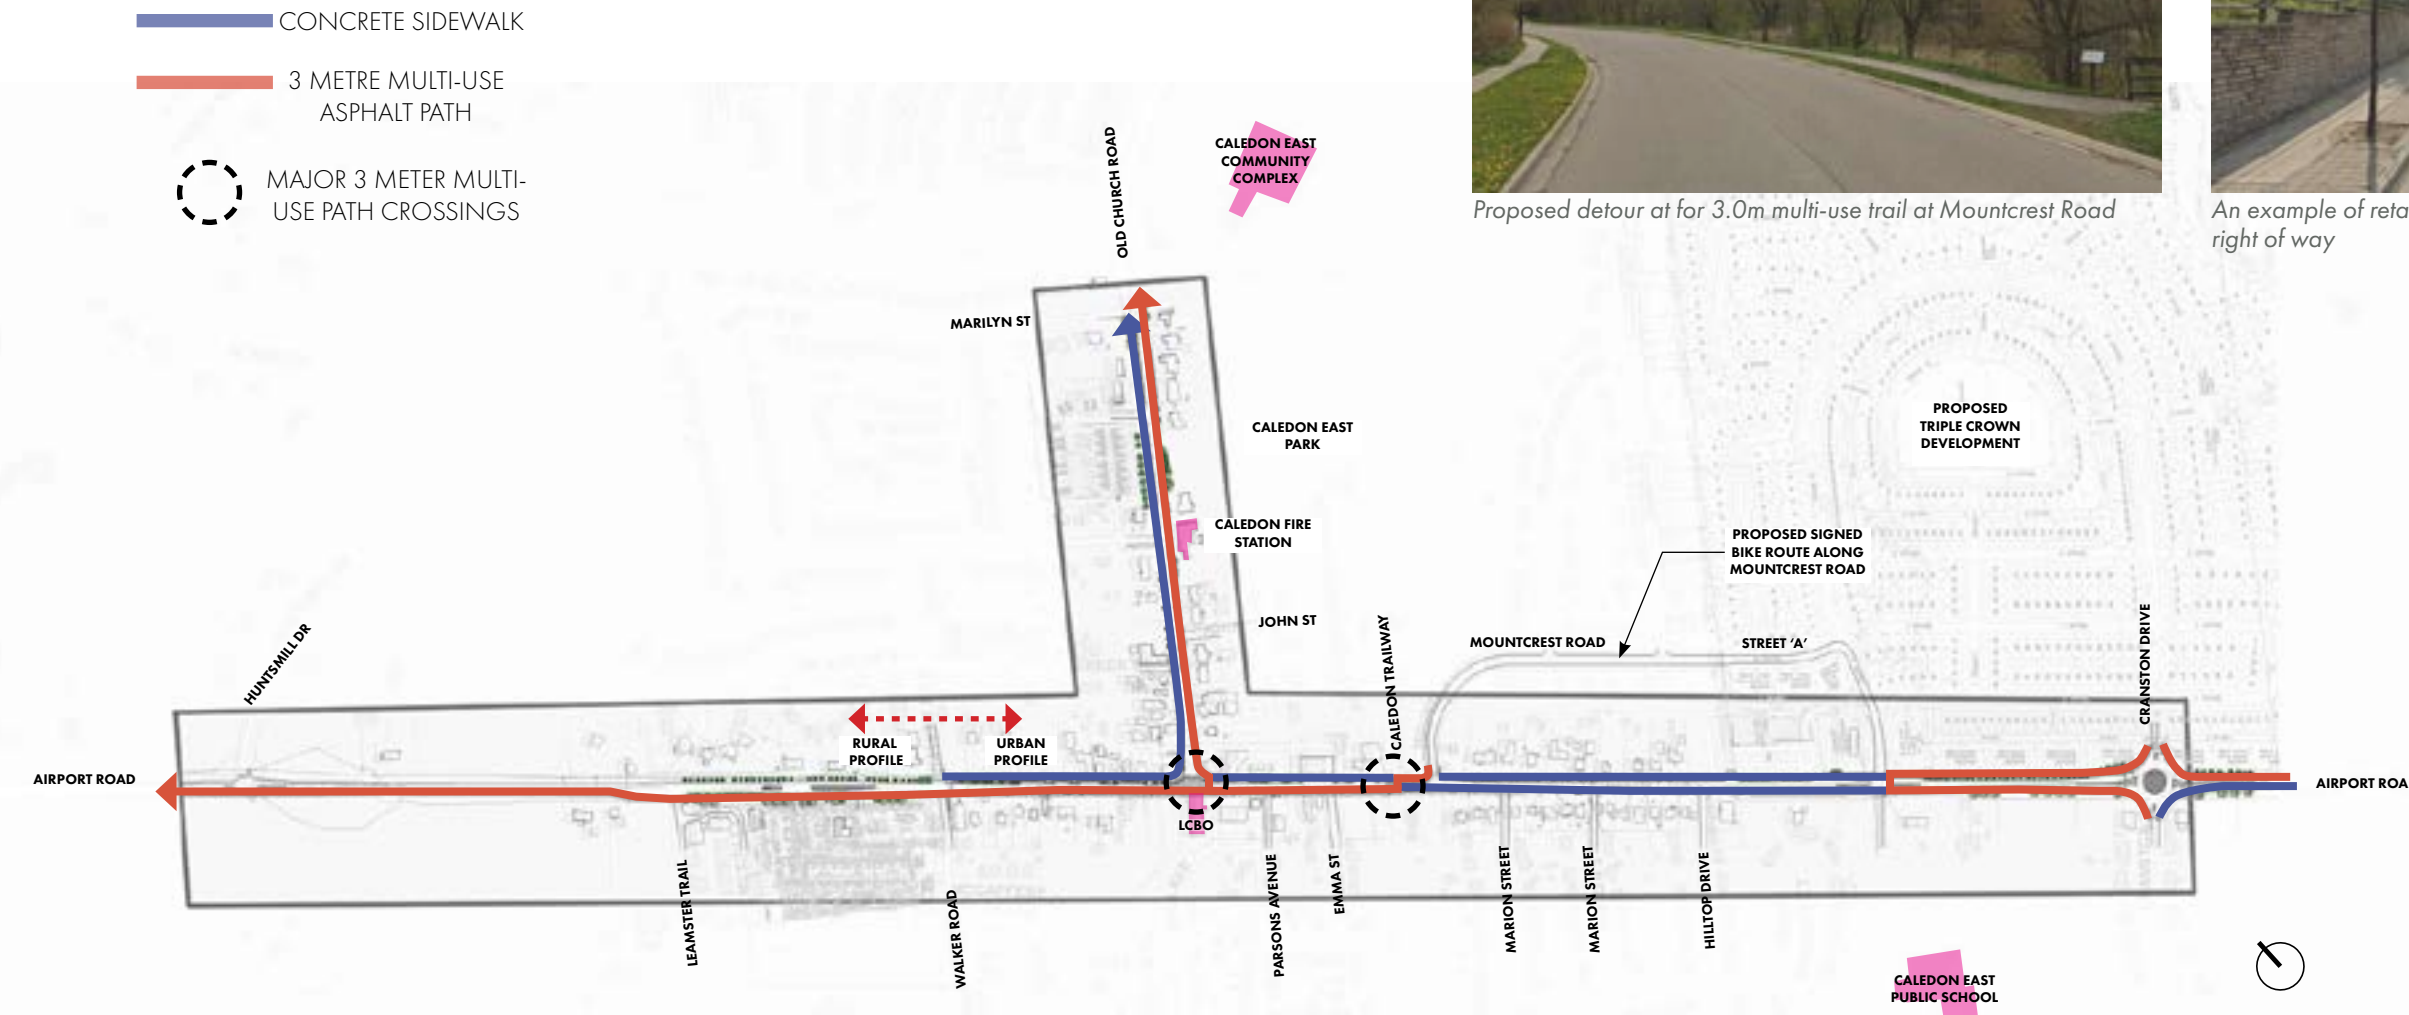 CONCRETE SIDEWALK
3 METRE MULTI-USE
ASPHALT PATH
MAJOR 3 METER MULTI-
USE PATH CROSSINGS
Proposed detour at for 3.0m multi-use trail at Mountcrest Road
An example of reta
right of way
OLD CHURCH ROAD
CALEDON EAST
COMMUNITY
COMPLEX
MARILYN ST
CALEDON EAST
PARK
CALEDON FIRE
STATION
JOHN ST
PROPOSED
TRIPLE CROWN
DEVELOPMENT
PROPOSED SIGNED
BIKE ROUTE ALONG
MOUNTCREST ROAD
HUNTSMILL DR
CALEDON TRAILWAY
MOUNTCREST ROAD
STREET ‘A’
CRANSTON DRIVE
RURAL
PROFILE
URBAN
PROFILE
AIRPORT ROAD
AIRPORT ROA
LCBO
LEAMSTER TRAIL
WALKER ROAD
PARSONS AVENUE
EMMA ST
MARION STREET
MARION STREET
HILLTOP DRIVE
CALEDON EAST
PUBLIC SCHOOL